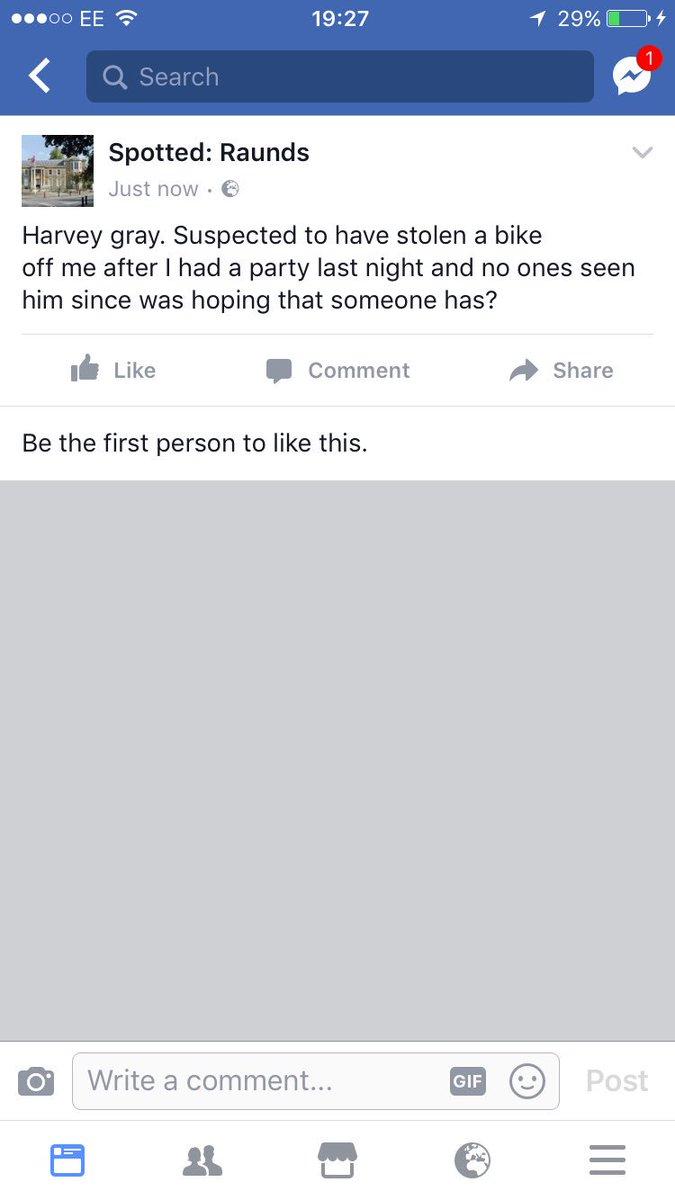 EE 19:27 29%
Search
1
Spotted: Raunds
Just now ·
Harvey gray. Suspected to have stolen a bike
off me after I had a party last night and no ones seen
him since was hoping that someone has?
Like Comment Share
Be the first person to like this.
Write a comment... GIF Post